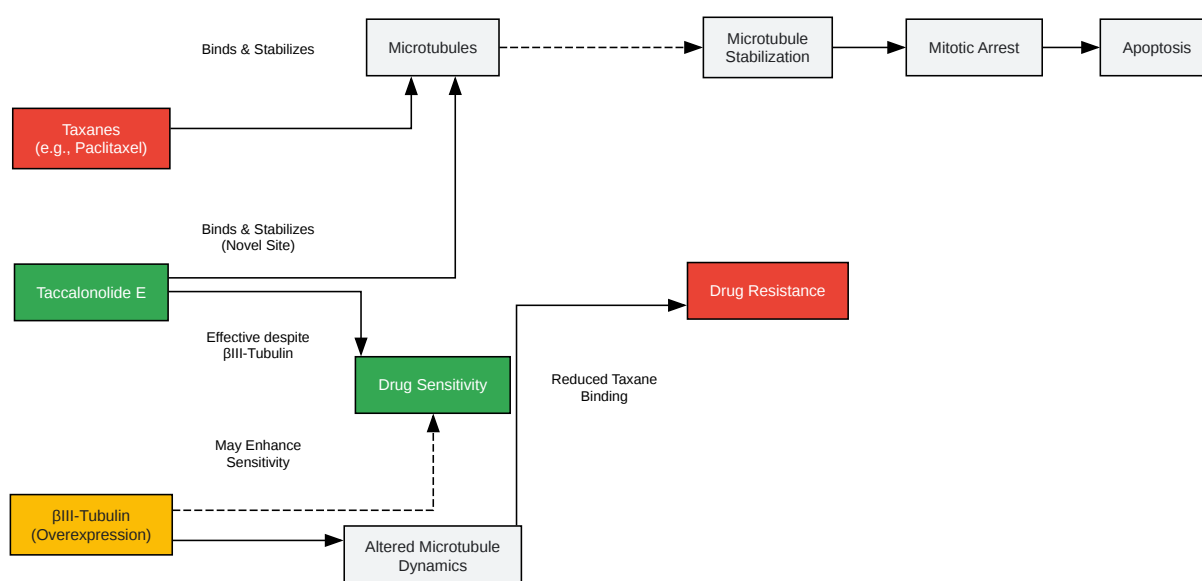 Microtubule
Stabilization
Binds & Stabilizes
Microtubules
Mitotic Arrest
Apoptosis
Taxanes
(e.g., Paclitaxel)
Binds & Stabilizes
(Novel Site)
Taccalonolide E
Drug Resistance
Effective despite
βIII-Tubulin
Drug Sensitivity
Reduced Taxane
Binding
May Enhance
Sensitivity
βIII-Tubulin
(Overexpression)
Altered Microtubule
Dynamics